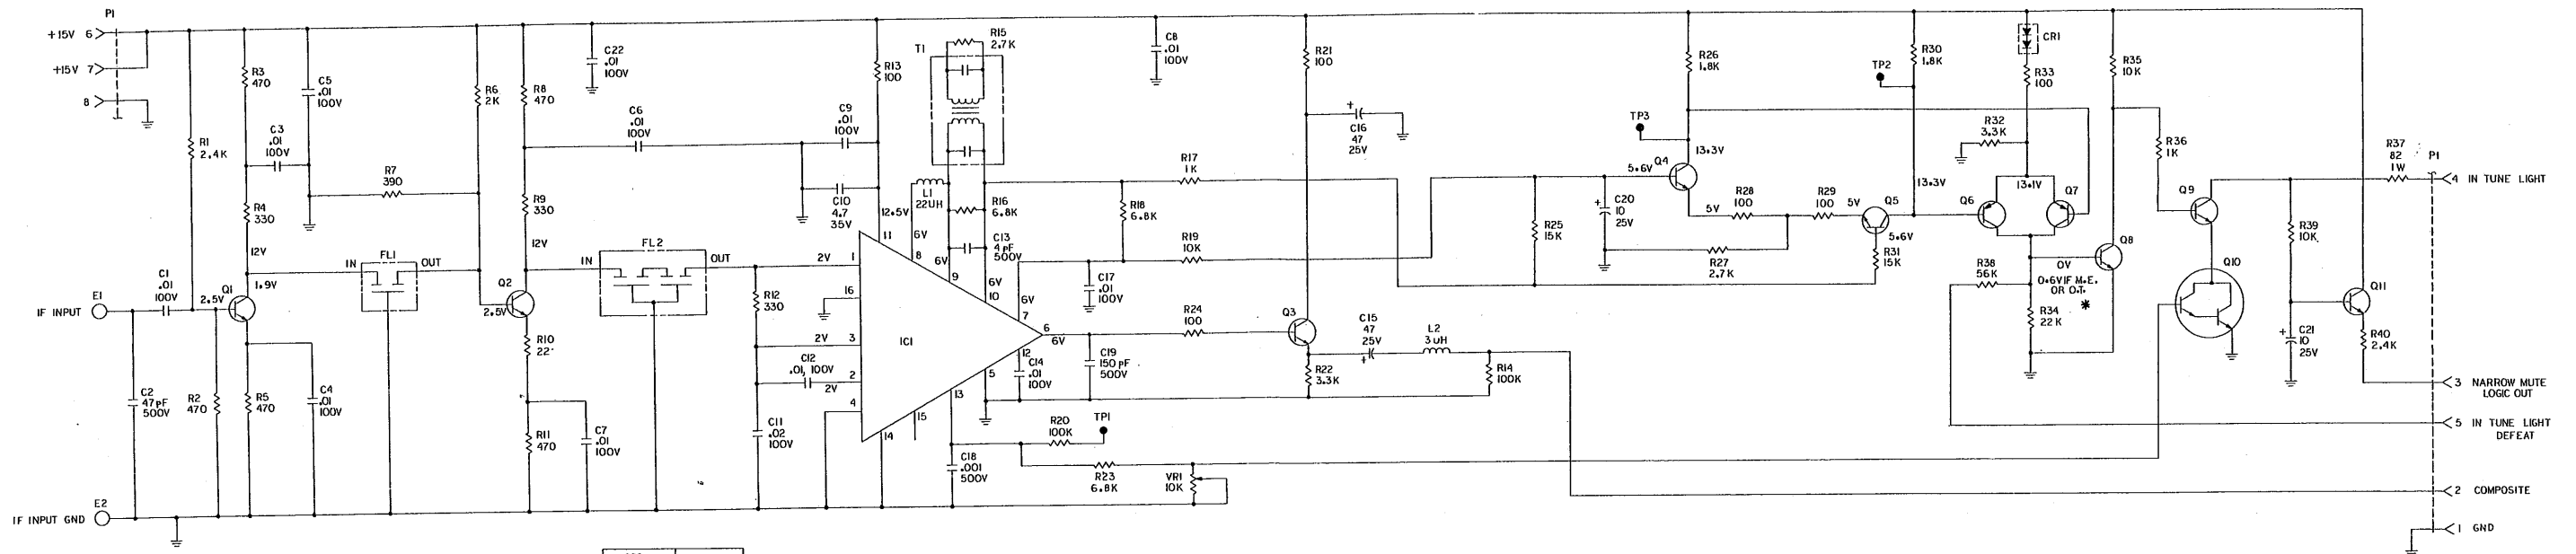 P1
+15V 6
+15V 7
8
R1
2.4K
R3
470
C5
.01
100V
C3
.01
100V
R4
330
12V
1.9V
2.5V
Q1
C1
.01
100V
E1
IF INPUT
C2
47pF
500V
R2
470
R5
470
C4
.01
100V
E2
IF INPUT GND
R7
390
FL1
IN
OUT
R6
2K
R8
470
C22
.01
100V
C6
.01
100V
R9
330
12V
Q2
2.5V
R10
22
R11
470
C7
.01
100V
FL2
IN
OUT
R12
330
C12
.01, 100V
C11
.02
100V
C9
.01
100V
C10
4.7
35V
R13
100
12.5V
11
T1
R15
2.7K
L1
22UH
6V
8
R16
6.8K
C13
4pF
500V
6V
9
6V
10
6V
7
2V
1
16
2V
3
2
2V
4
IC1
6
6V
12
C14
.01
100V
5
13
15
14
C8
.01
100V
R17
1K
R18
6.8K
R19
10K
C17
.01
100V
R24
100
C19
150pF
500V
R20
100K
TP1
C18
.001
500V
R23
6.8K
VR1
10K
R21
100
C16
47
25V
Q3
C15
47
25V
L2
3UH
R22
3.3K
R14
100K
R26
1.8K
TP3
13.3V
5.6V
Q4
R25
15K
C20
10
25V
5V
R28
100
R29
100
R27
2.7K
5V
Q5
5.6V
R31
15K
TP2
R30
1.8K
13.3V
CR1
R33
100
R32
3.3K
13.1V
Q6
Q7
R35
10K
R36
1K
Q8
0V
0.6V IF M.E.
OR O.T.
*
R38
56K
R34
22K
Q9
Q10
R37
82
1W
P1
4 IN TUNE LIGHT
R39
10K
Q11
C21
10
25V
R40
2.4K
3 NARROW MUTE
LOGIC OUT
5 IN TUNE LIGHT
DEFEAT
2 COMPOSITE
1 GND